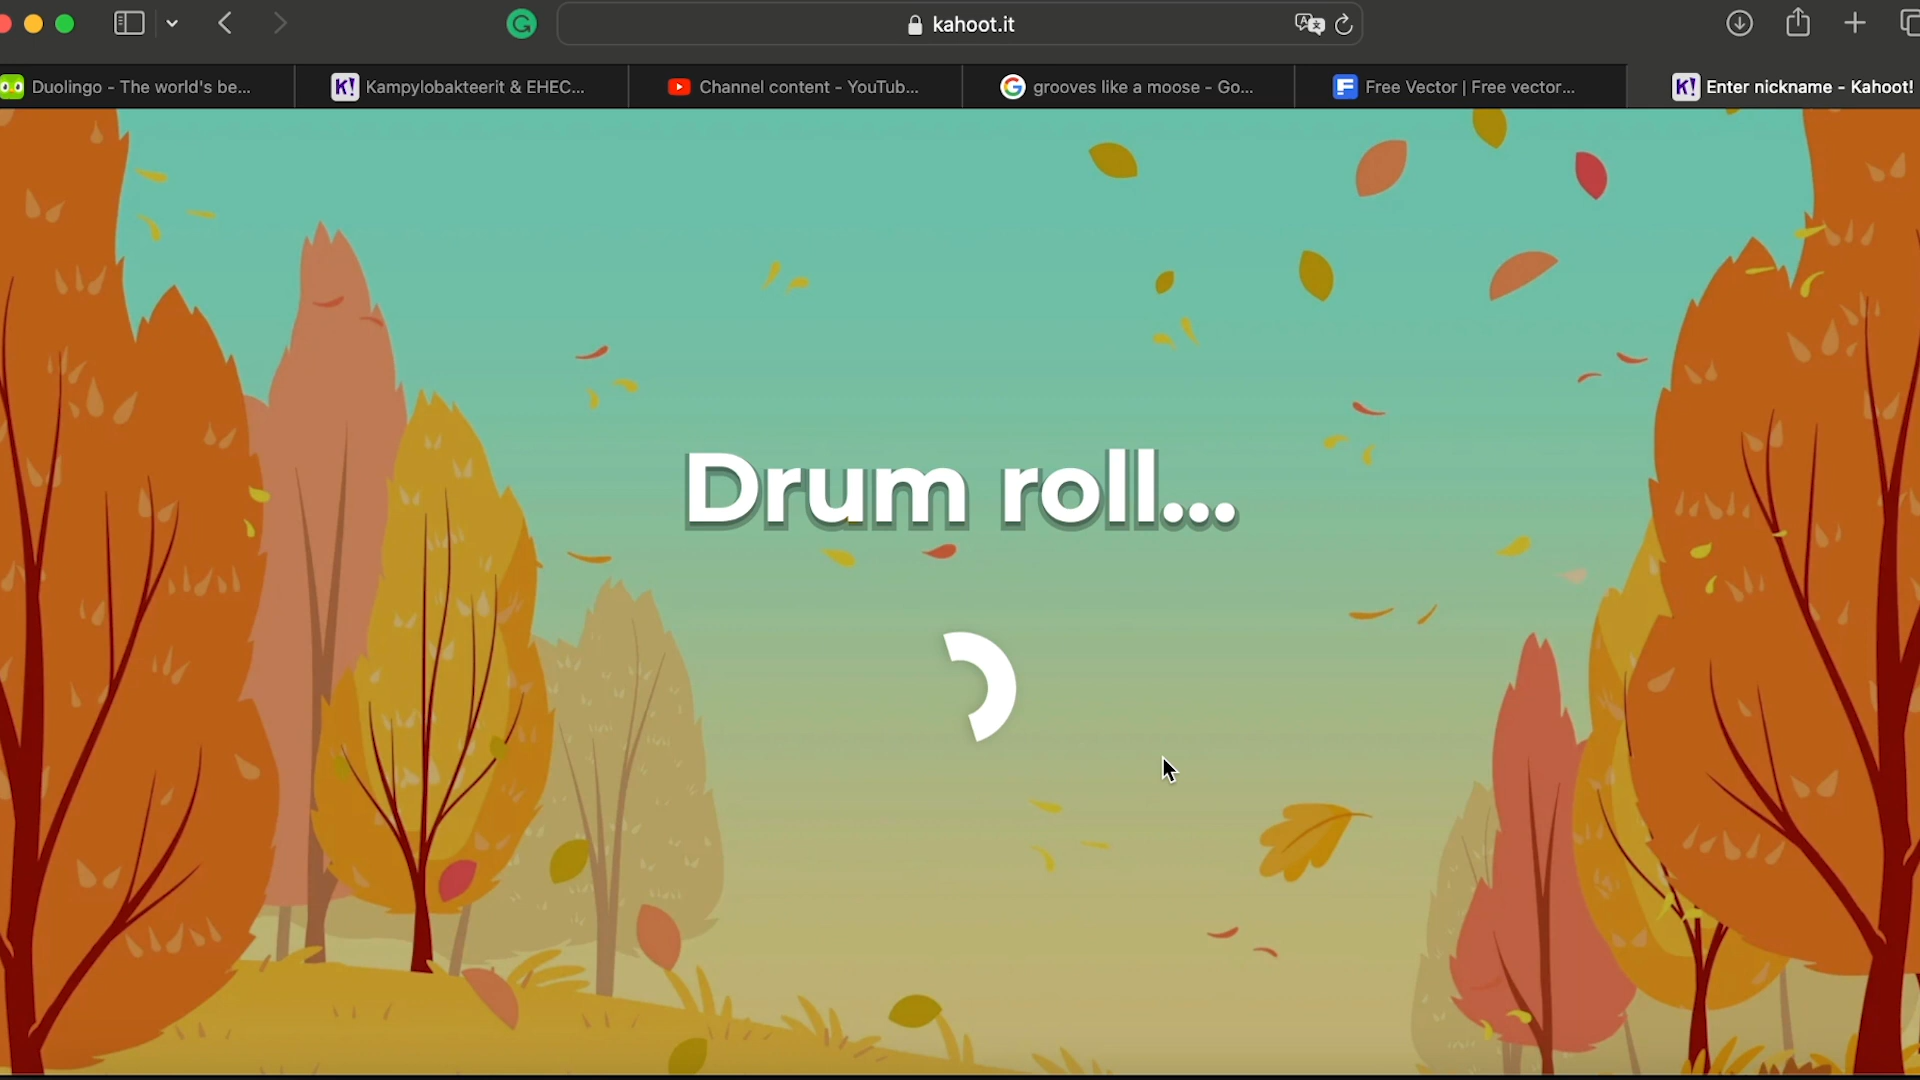 kahoot.it
Duolingo - The world's be...
K! Kampylobakteerit & EHEC...
Channel content - YouTub...
G grooves like a moose - Go...
F Free Vector | Free vector...
K! Enter nickname - Kahoot!
Drum roll...